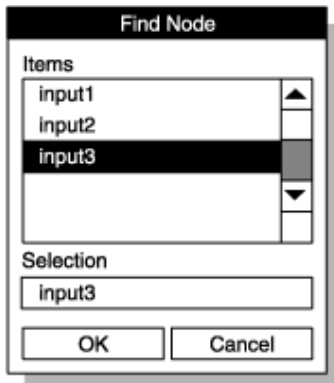 Find Node
Items
input1
input2
input3
Selection
input3
OK Cancel